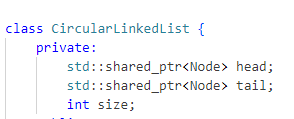 class CircularLinkedList {
    private:
        std::shared_ptr<Node> head;
        std::shared_ptr<Node> tail;
        int size;